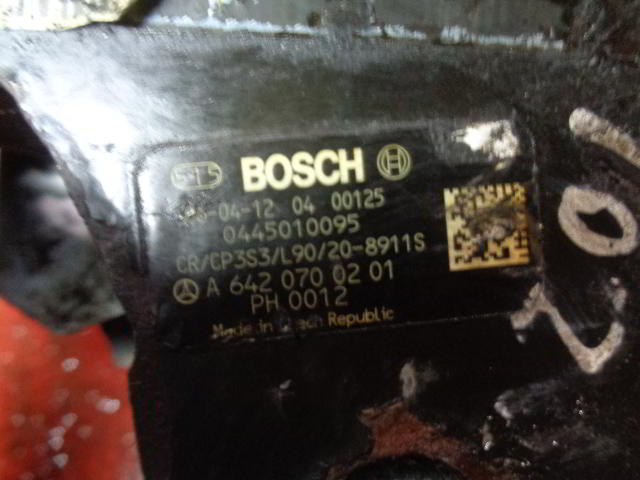 BOSCH
-04-12 04 00125
0445010095
CR/CP3S3/L90/20-8911S
A 642 070 02 01
PH 0012
Made in Czech Republic